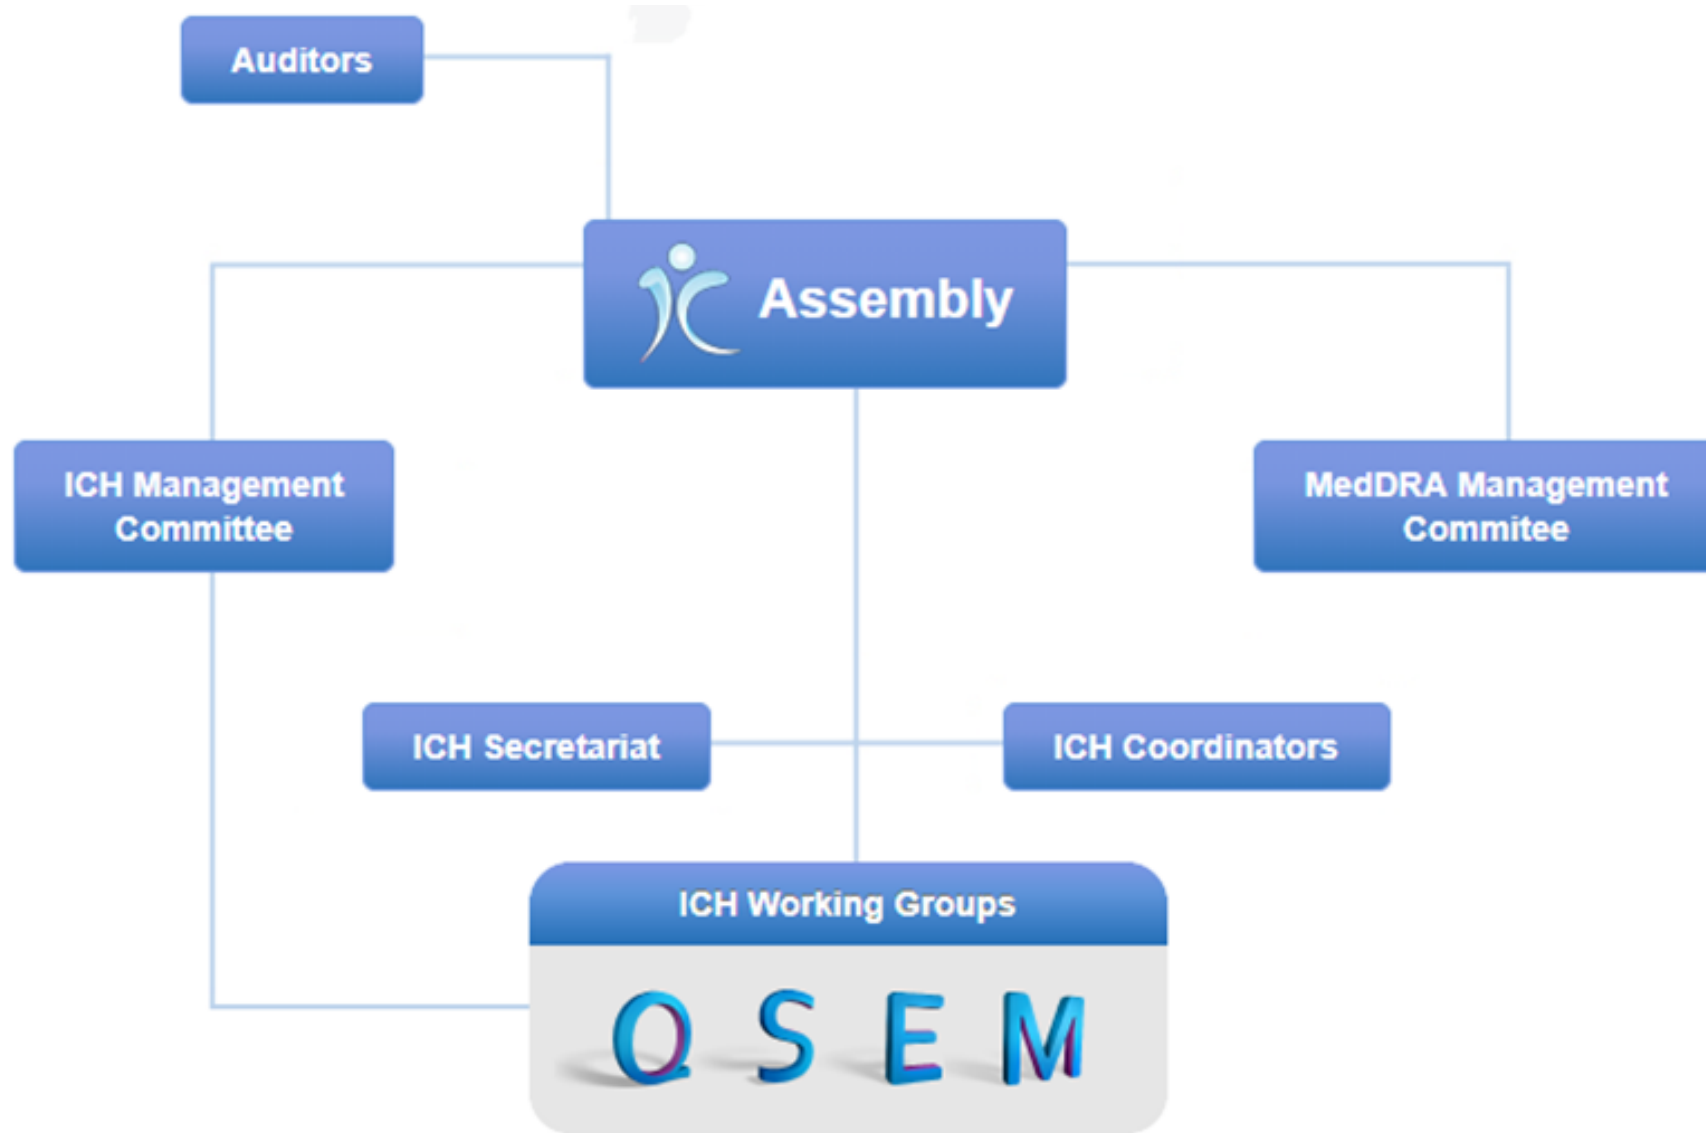 Auditors
Assembly
ICH Management
Committee
MedDRA Management
Commitee
ICH Secretariat
ICH Coordinators
ICH Working Groups
Q S E M